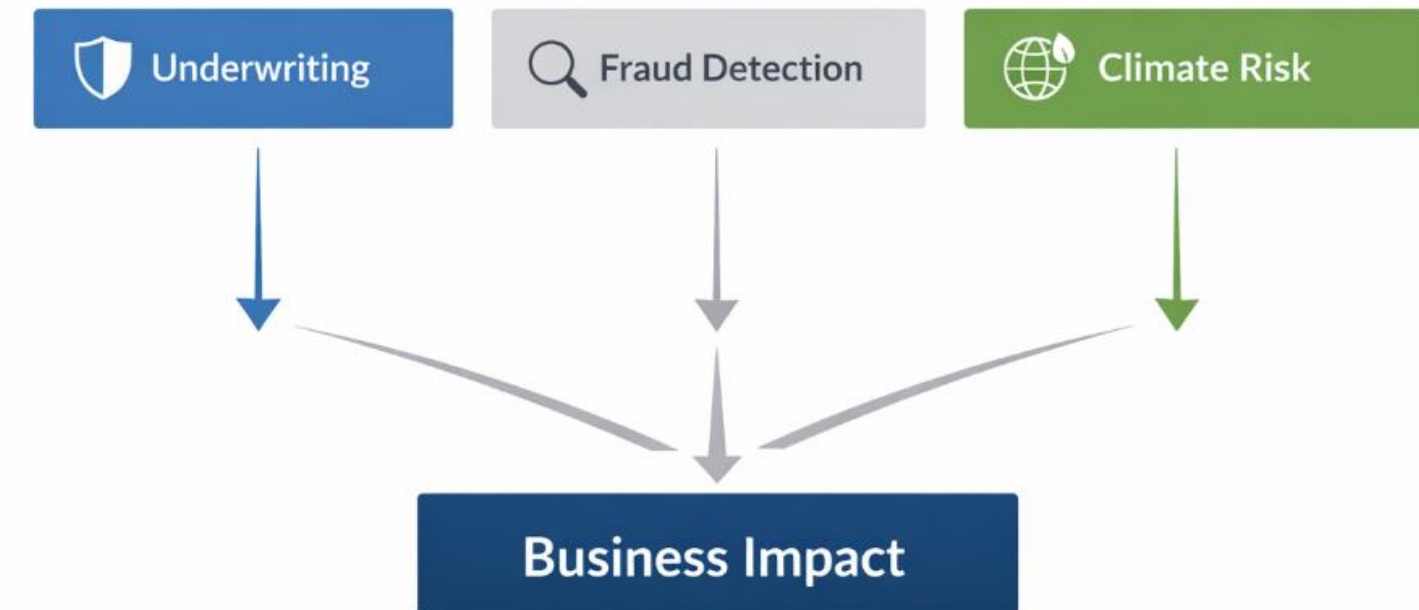 Underwriting
Fraud Detection
Climate Risk
Business Impact